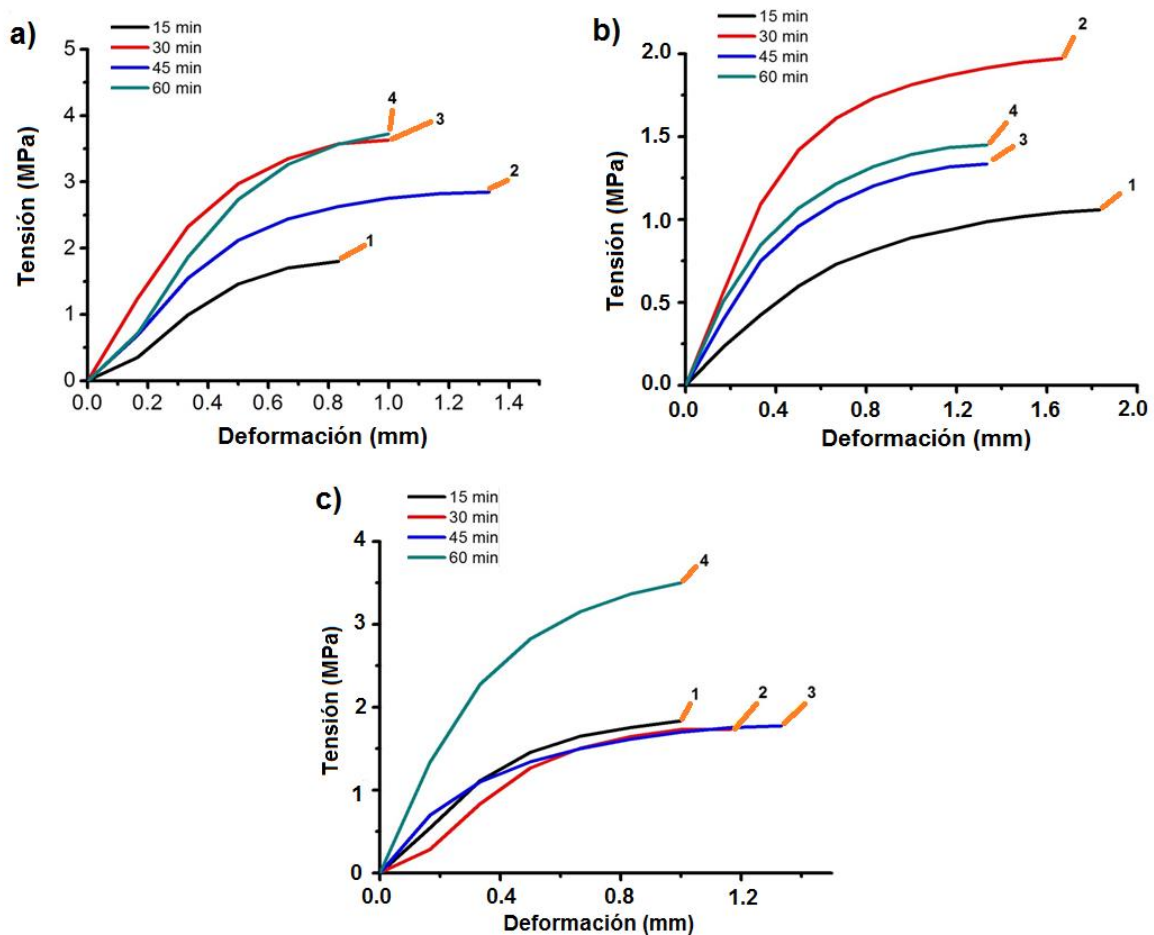 a)
15 min
30 min
45 min
60 min
5
4
3
2
1
0
Tensión (MPa)
4
3
2
1
0.0 0.2 0.4 0.6 0.8 1.0 1.2 1.4
Deformación (mm)
b)
15 min
30 min
45 min
60 min
2.0
1.5
1.0
0.5
0.0
Tensión (MPa)
2
4
3
1
0.0 0.4 0.8 1.2 1.6 2.0
Deformación (mm)
c)
15 min
30 min
45 min
60 min
4
3
2
1
0
Tensión (MPa)
4
1 2 3
0.0 0.4 0.8 1.2
Deformación (mm)